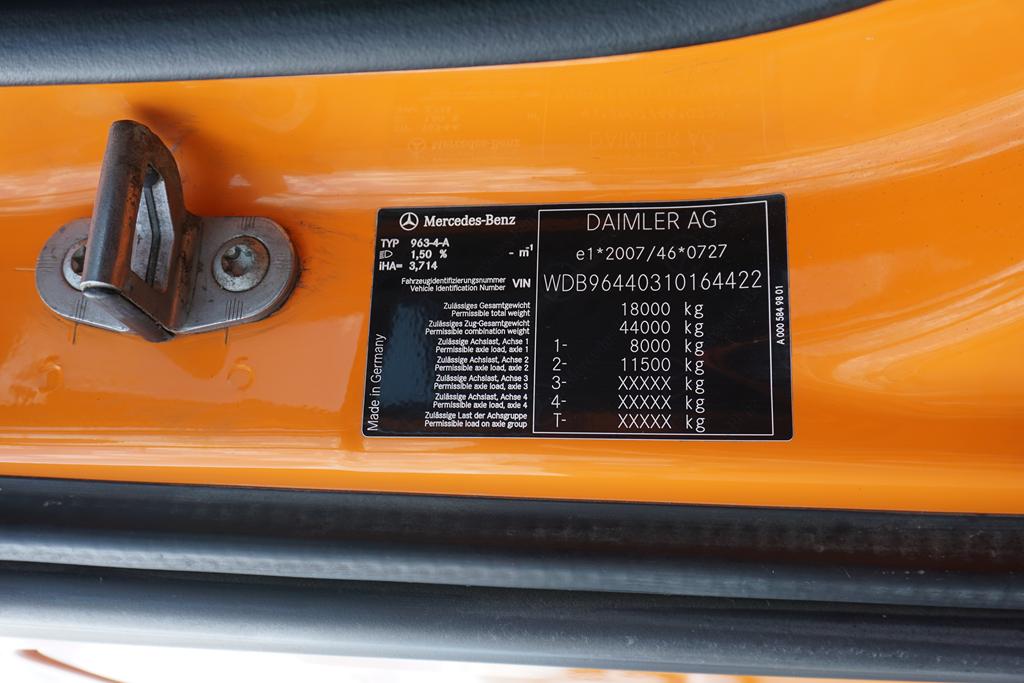 Mercedes-Benz
TYP 963-4-A
1,50 % - m-1
iHA= 3,714
Fahrzeugidentifizierungsnummer
Vehicle Identification Number VIN
Zulässiges Gesamtgewicht
Permissible total weight
Zulässiges Zug-Gesamtgewicht
Permissible combination weight
Zulässige Achslast, Achse 1
Permissible axle load, axle 1
Zulässige Achslast, Achse 2
Permissible axle load, axle 2
Zulässige Achslast, Achse 3
Permissible axle load, axle 3
Zulässige Achslast, Achse 4
Permissible axle load, axle 4
Zulässige Last der Achsgruppe
Permissible load on axle group
Made in Germany
DAIMLER AG
e1*2007/46*0727
WDB96440310164422
18000 kg
44000 kg
1- 8000 kg
2- 11500 kg
3- XXXXX kg
4- XXXXX kg
T- XXXXX kg
A 000 584 98 01